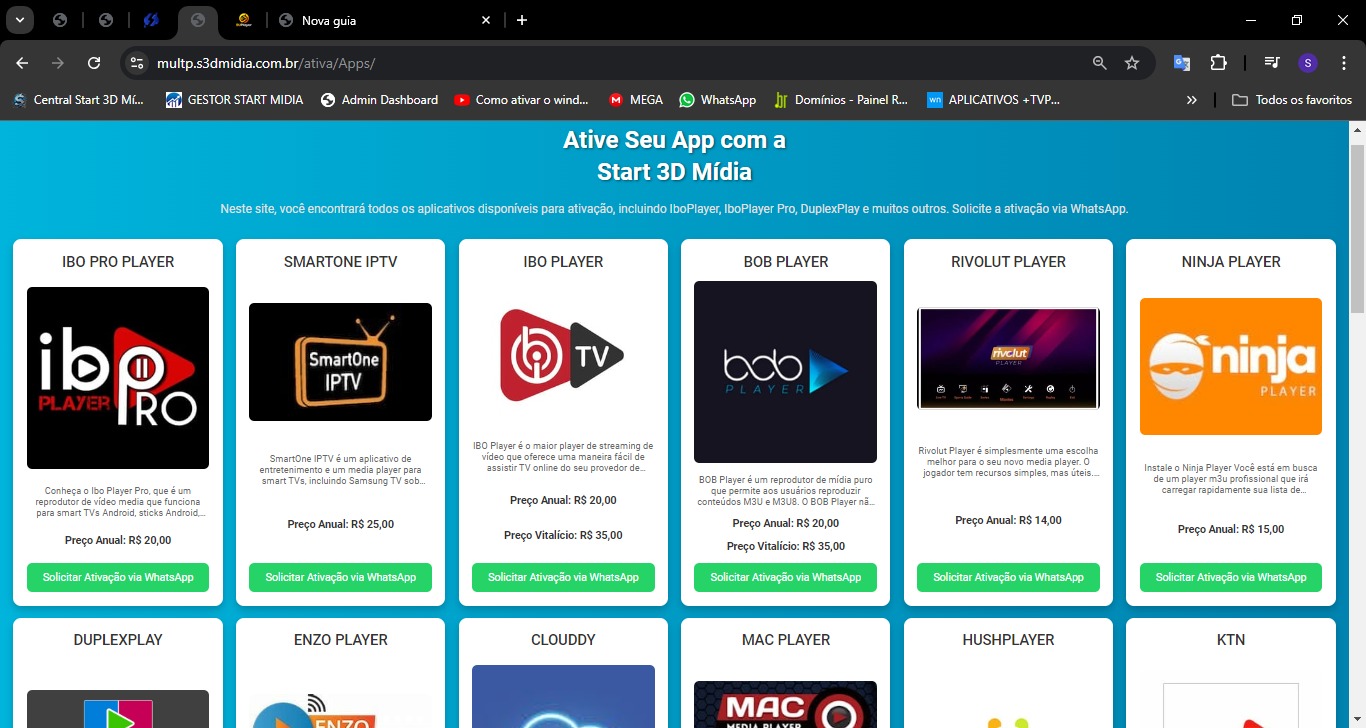 Nova guia
multp.s3dmidia.com.br/ativa/Apps/
S
Central Start 3D Mí...
GESTOR START MIDIA
Admin Dashboard
Como ativar o wind...
MEGA
WhatsApp
Domínios - Painel R...
APLICATIVOS +TVP...
Todos os favoritos
Ative Seu App com a
Start 3D Mídia
Neste site, você encontrará todos os aplicativos disponíveis para ativação, incluindo IboPlayer, IboPlayer Pro, DuplexPlay e muitos outros. Solicite a ativação via WhatsApp.
IBO PRO PLAYER
ibo
PLAYER PRO
Conheça o Ibo Player Pro, que é um
reprodutor de vídeo media que funciona
para smart TVs Android, sticks Android,...
Preço Anual: R$ 20,00
Solicitar Ativação via WhatsApp
SMARTONE IPTV
SmartOne
IPTV
SmartOne IPTV é um aplicativo de
entretenimento e um media player para
smart TVs, incluindo Samsung TV sob...
Preço Anual: R$ 25,00
Solicitar Ativação via WhatsApp
IBO PLAYER
TV
IBO Player é o maior player de streaming de
vídeo que oferece uma maneira fácil de
assistir TV online do seu provedor de...
Preço Anual: R$ 20,00
Preço Vitalício: R$ 35,00
Solicitar Ativação via WhatsApp
BOB PLAYER
bob
PLAYER
BOB Player é um reprodutor de mídia puro
que permite aos usuários reproduzir
conteúdos M3U e M3U8. O BOB Player nã...
Preço Anual: R$ 20,00
Preço Vitalício: R$ 35,00
Solicitar Ativação via WhatsApp
RIVOLUT PLAYER
rivolut
PLAYER
Rivolut Player é simplesmente uma escolha
melhor para o seu novo media player. O
jogador tem recursos simples, mas úteis....
Preço Anual: R$ 14,00
Solicitar Ativação via WhatsApp
NINJA PLAYER
ninja
PLAYER
Instale o Ninja Player Você está em busca
de um player m3u profissional que irá
carregar rapidamente sua lista de...
Preço Anual: R$ 15,00
Solicitar Ativação via WhatsApp
DUPLEXPLAY
ENZO PLAYER
ENZO
CLOUDDY
MAC PLAYER
MAC
MEDIA PLAYER
HUSHPLAYER
KTN